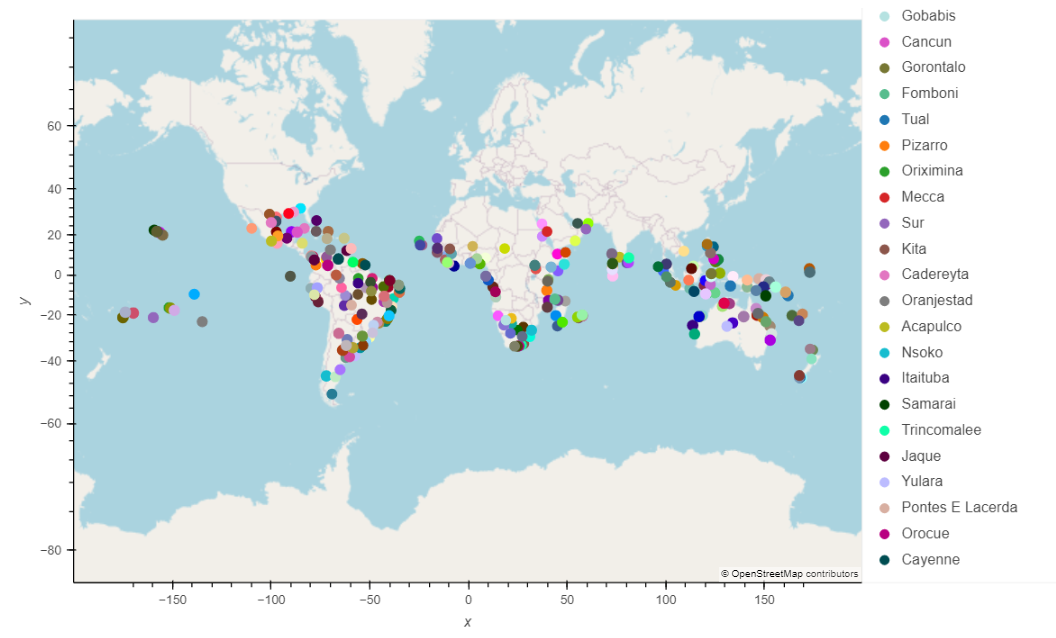 60
40
20
0
−20
−40
−60
−80
y
−150
−100
−50
0
50
100
150
x
© OpenStreetMap contributors
Gobabis
Cancun
Gorontalo
Fomboni
Tual
Pizarro
Oriximina
Mecca
Sur
Kita
Cadereyta
Oranjestad
Acapulco
Nsoko
Itaituba
Samarai
Trincomalee
Jaque
Yulara
Pontes E Lacerda
Orocue
Cayenne